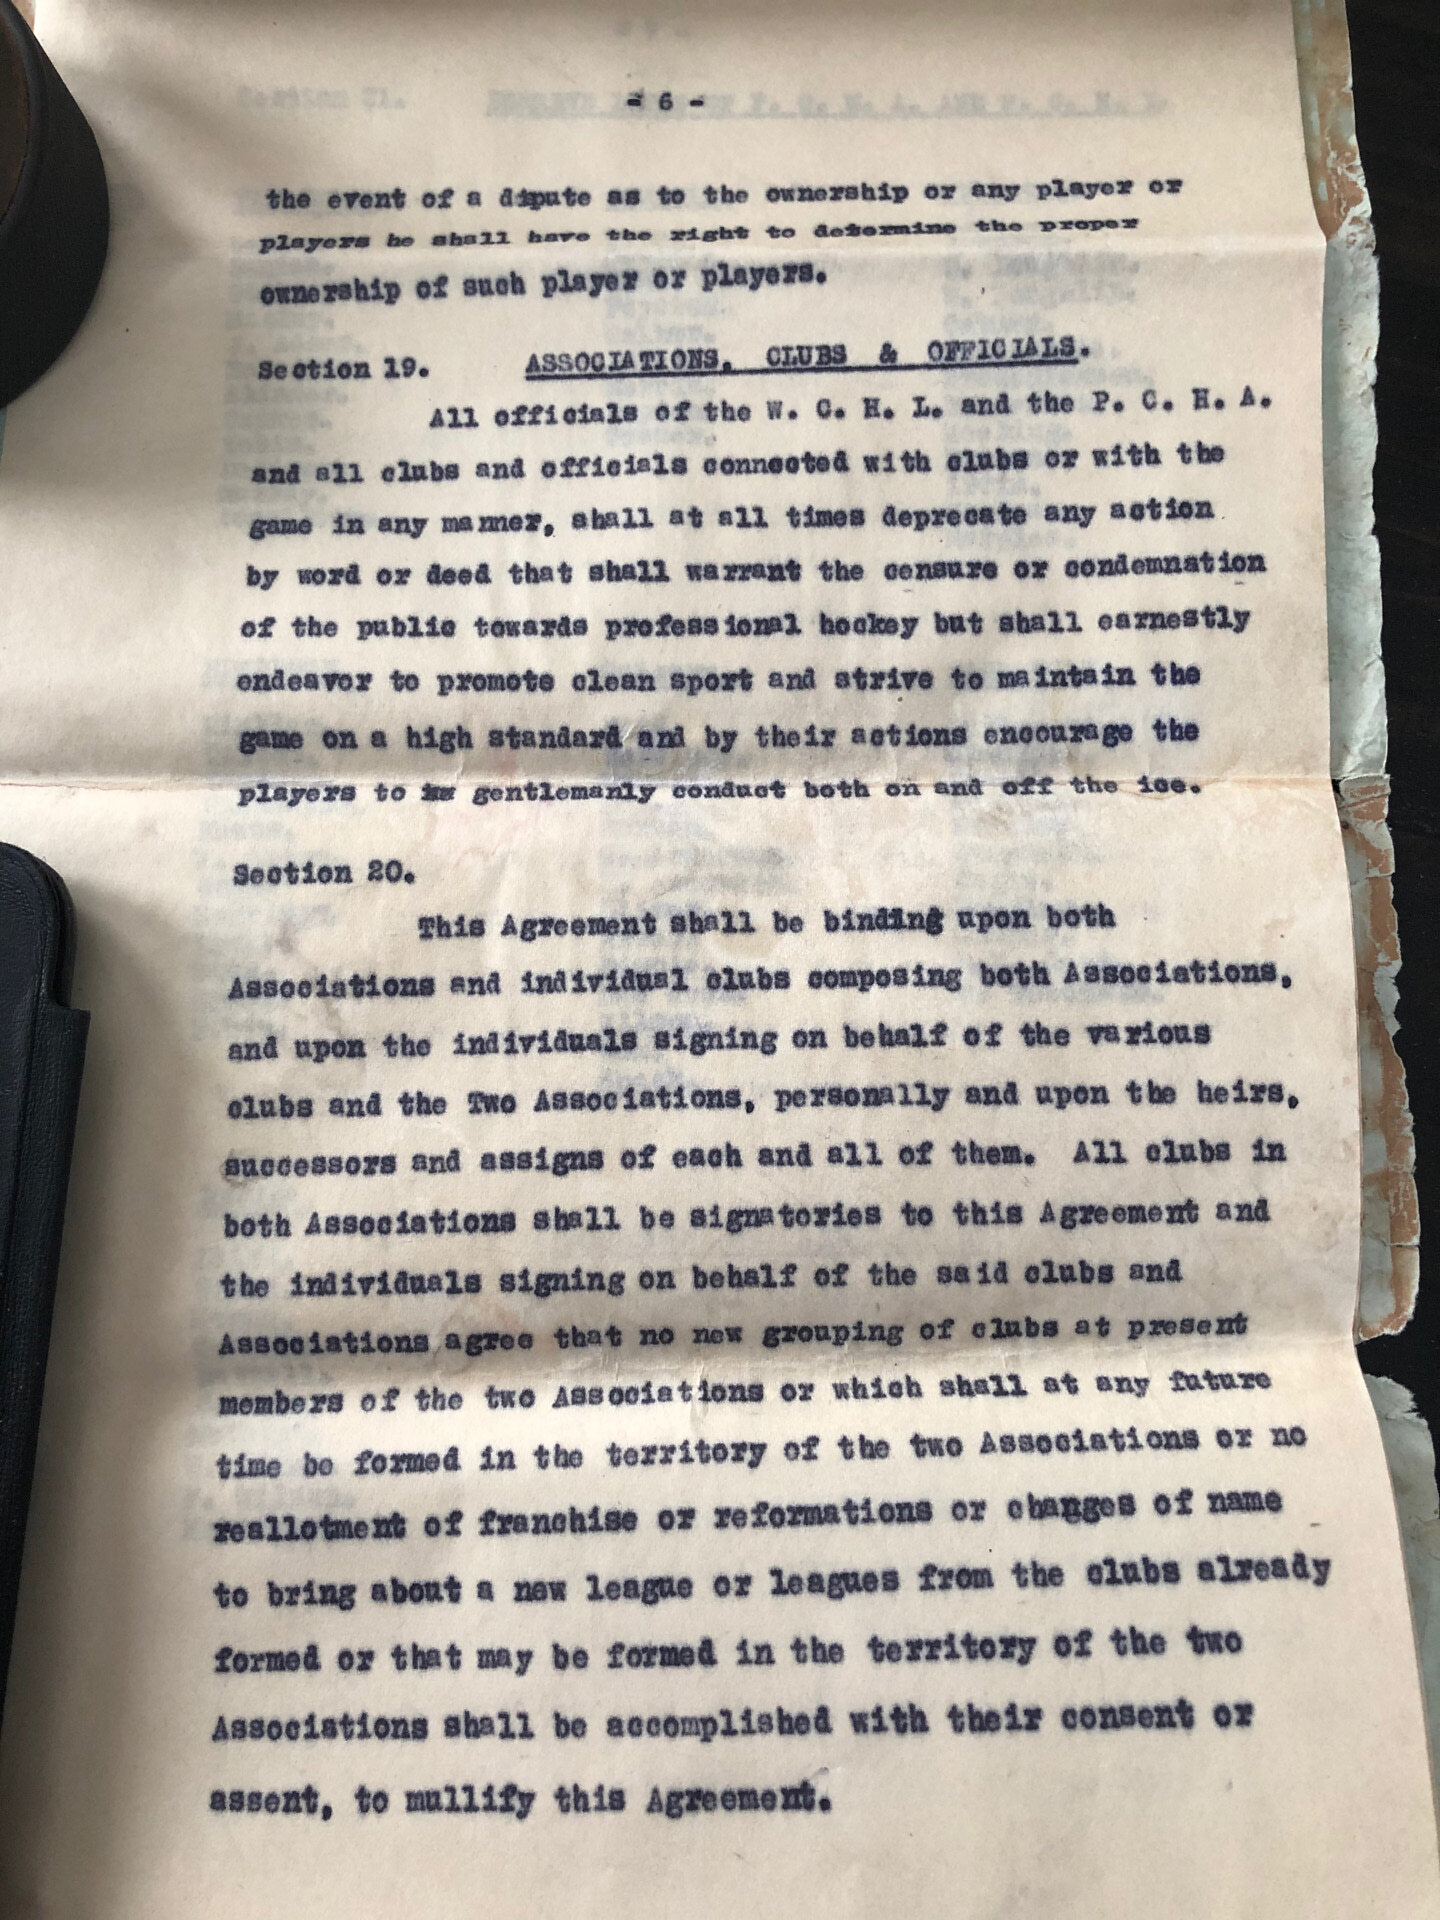 - 6 -
the event of a dipute as to the ownership or any player or
players he shall have the right to determine the proper
ownership of such player or players.
Section 19. ASSOCIATIONS, CLUBS & OFFICIALS.
All officials of the W. C. H. L. and the P. C. H. A.
and all clubs and officials connected with clubs or with the
game in any manner, shall at all times deprecate any action
by word or deed that shall warrant the censure or condemnation
of the public towards professional hockey but shall earnestly
endeavor to promote clean sport and strive to maintain the
game on a high standard and by their actions encourage the
players to gentlemanly conduct both on and off the ice.
Section 20.
This Agreement shall be binding upon both
Associations and individual clubs composing both Associations,
and upon the individuals signing on behalf of the various
clubs and the Two Associations, personally and upon the heirs,
successors and assigns of each and all of them. All clubs in
both Associations shall be signatories to this Agreement and
the individuals signing on behalf of the said clubs and
Associations agree that no new grouping of clubs at present
members of the two Associations or which shall at any future
time be formed in the territory of the two Associations or no
reallotment of franchise or reformations or changes of name
to bring about a new league or leagues from the clubs already
formed or that may be formed in the territory of the two
Associations shall be accomplished with their consent or
assent, to mullify this Agreement.